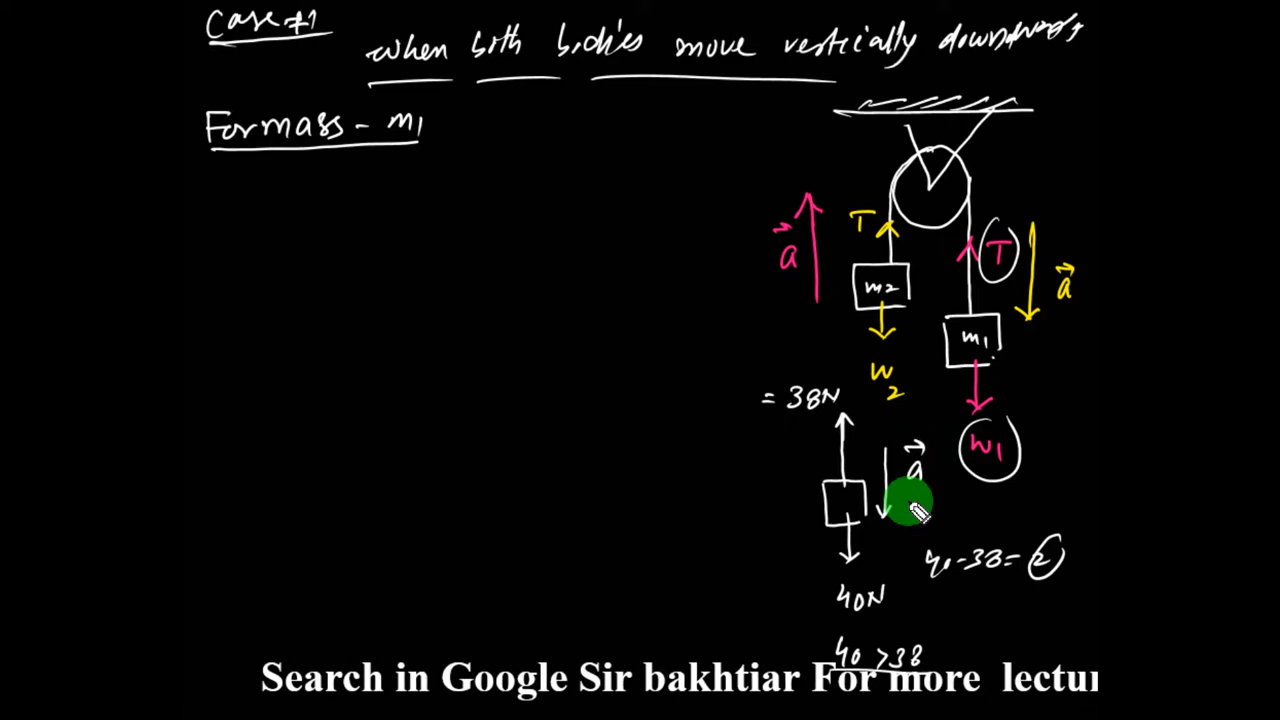 Case #1
when both bodies move vertically downwards
For mass - m1
T
T
a
a
m2
m1
W2
= 38N
W1
a
40-38= 2
40N
40 >38
Search in Google Sir bakhtiar For more lectur